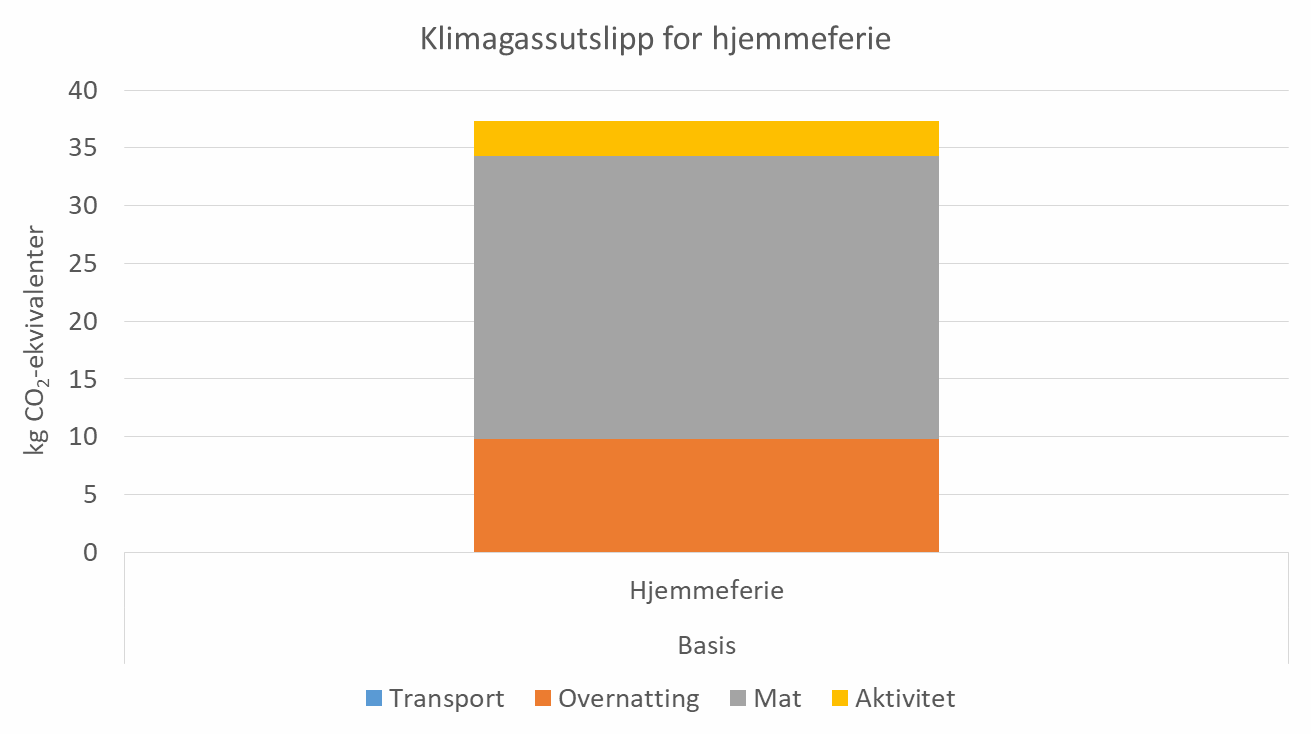 Klimagassutslipp for hjemmeferie
kg CO₂-ekvivalenter
40
35
30
25
20
15
10
5
0
Hjemmeferie
Basis
Transport Overnatting Mat Aktivitet